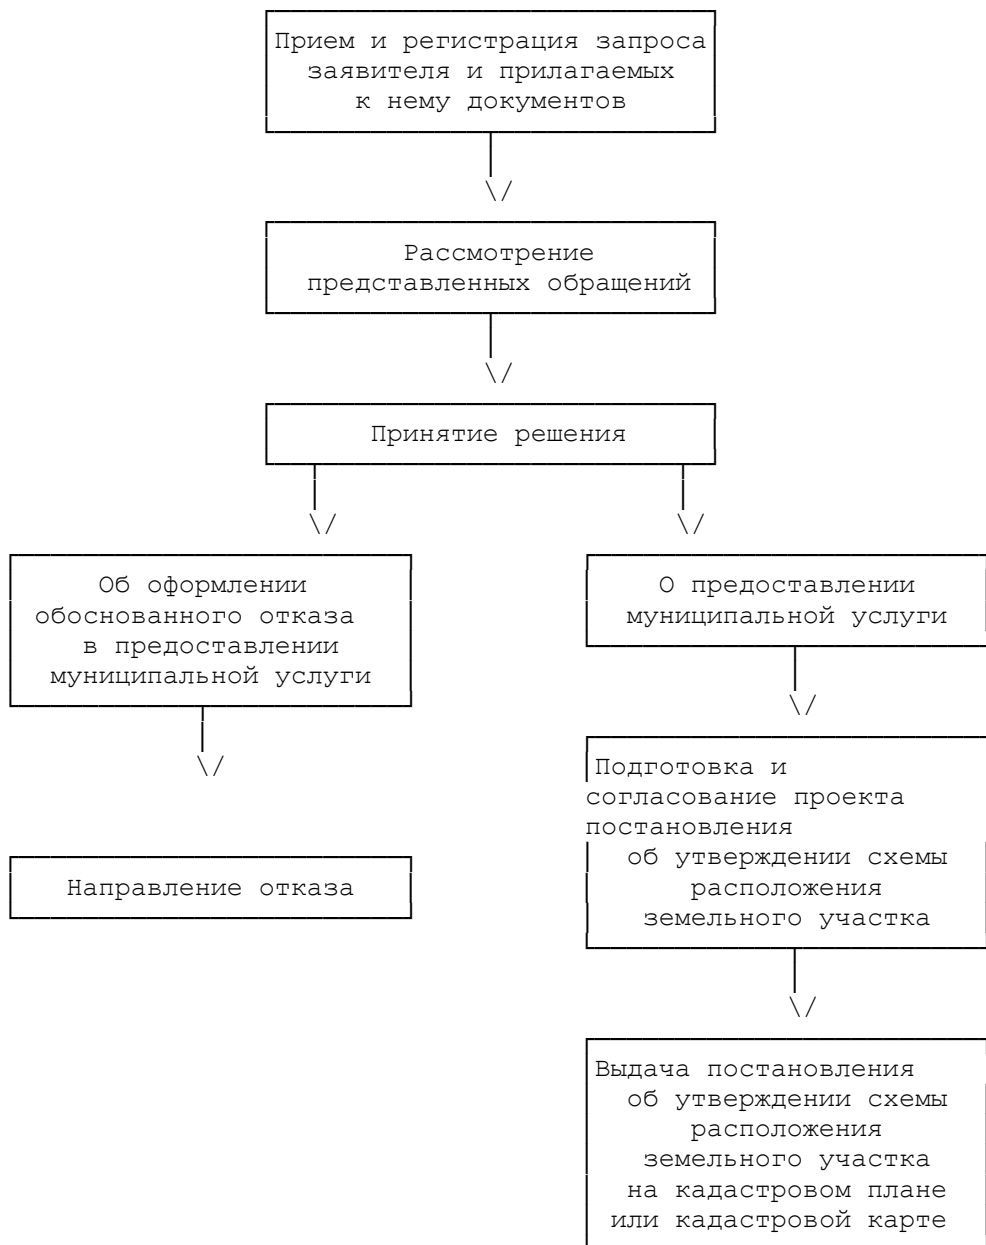 Прием и регистрация запроса
заявителя и прилагаемых
к нему документов
Рассмотрение
представленных обращений
Принятие решения
Об оформлении
обоснованного отказа
в предоставлении
муниципальной услуги
Направление отказа
О предоставлении
муниципальной услуги
Подготовка и
согласование проекта
постановления
об утверждении схемы
расположения
земельного участка
Выдача постановления
об утверждении схемы
расположения
земельного участка
на кадастровом плане
или кадастровой карте